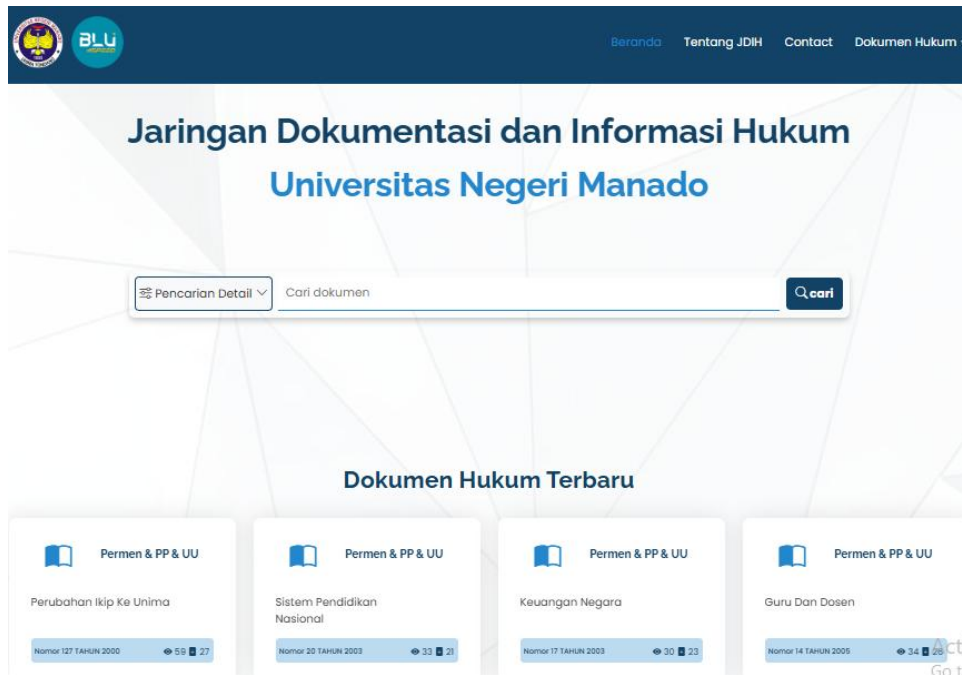 BLU
Beranda Tentang JDIH Contact Dokumen Hukum
Jaringan Dokumentasi dan Informasi Hukum
Universitas Negeri Manado
Pencarian Detail Cari dokumen cari
Dokumen Hukum Terbaru
Permen & PP & UU
Perubahan Ikip Ke Unima
Nomor 127 TAHUN 2000 59 27
Permen & PP & UU
Sistem Pendidikan
Nasional
Nomor 20 TAHUN 2003 33 21
Permen & PP & UU
Keuangan Negara
Nomor 17 TAHUN 2003 30 23
Permen & PP & UU
Guru Dan Dosen
Nomor 14 TAHUN 2005 34 28